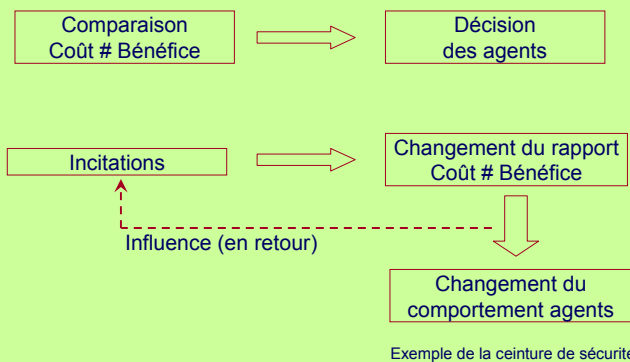 Comparaison
Coût # Bénéfice
Décision
des agents
Incitations
Changement du rapport
Coût # Bénéfice
Influence (en retour)
Changement du
comportement agents
Exemple de la ceinture de sécurité